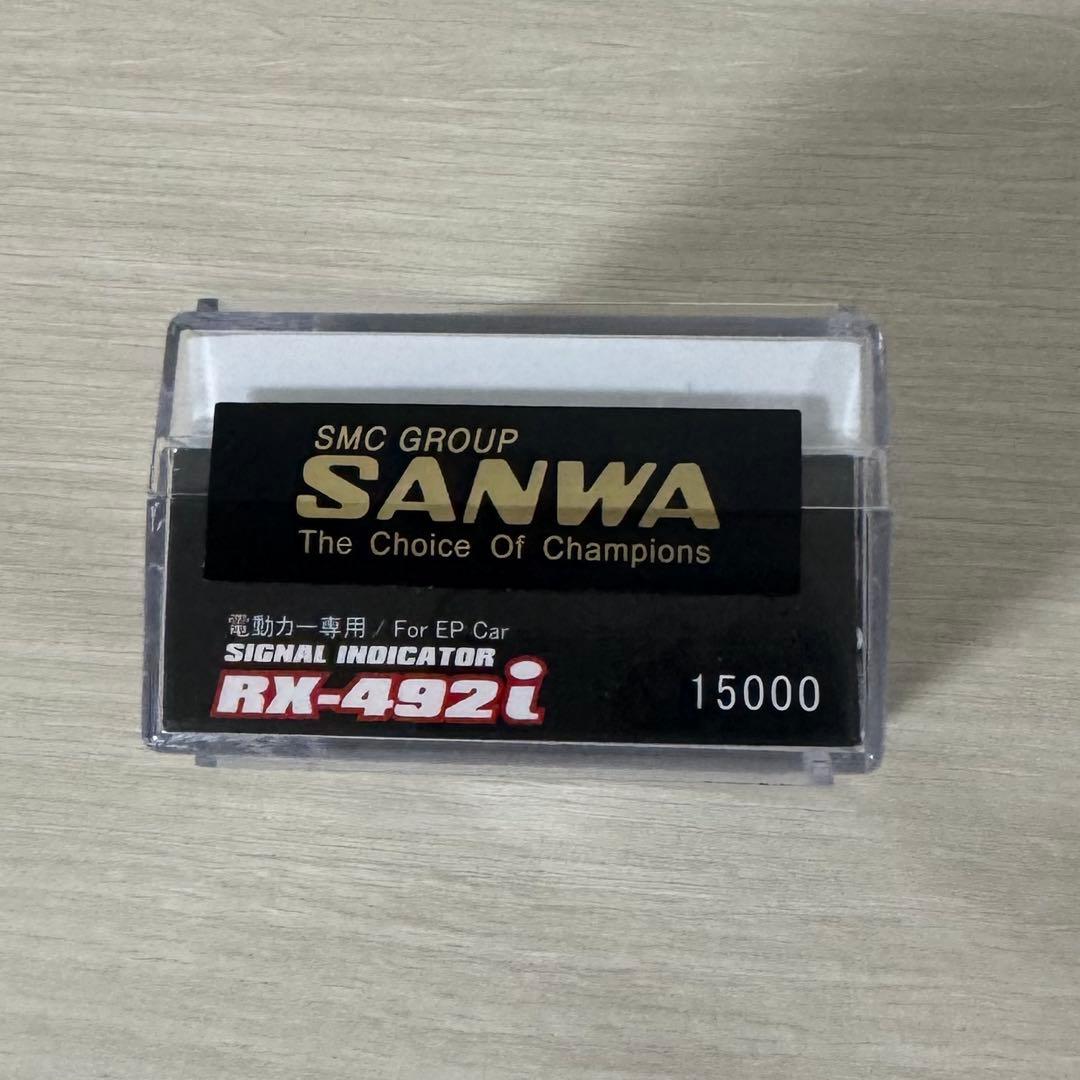 SMC GROUP
SANWA
The Choice Of Champions
電動カー専用 / For EP Car
SIGNAL INDICATOR
RX-492i
15000